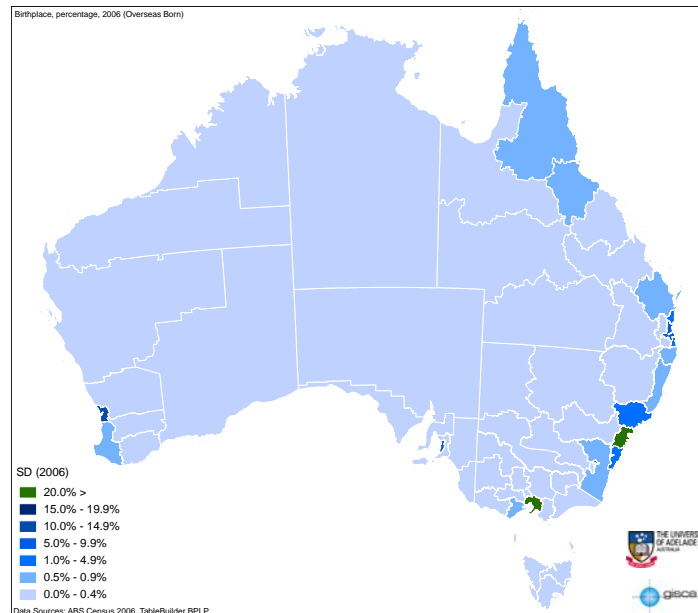 Birthplace, percentage, 2006 (Overseas Born)
SD (2006)
20.0% >
15.0% - 19.9%
10.0% - 14.9%
5.0% - 9.9%
1.0% - 4.9%
0.5% - 0.9%
0.0% - 0.4%
Data Sources: ABS Census 2006, TableBuilder BPLP
THE UNIVERS
OF ADELAIDE
AUSTRALIA
gisca